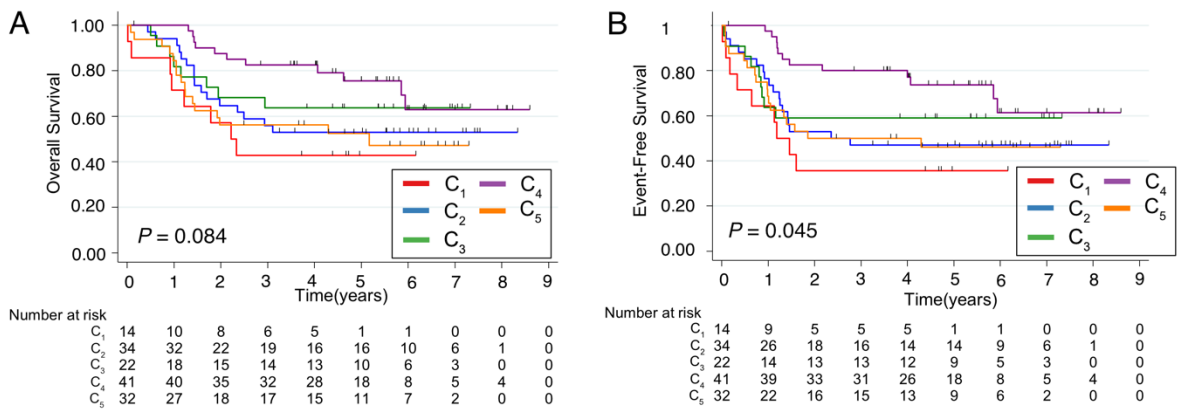 A
Overall Survival
1.00
0.80
0.60
0.40
0.20
0.00
P = 0.084
C1 C4
C2 C5
C3
0 1 2 3 4 5 6 7 8 9
Time(years)
Number at risk
C1 14 10 8 6 5 1 1 0 0 0
C2 34 32 22 19 16 16 10 6 1 0
C3 22 18 15 14 13 10 6 3 0 0
C4 41 40 35 32 28 18 8 5 4 0
C5 32 27 18 17 15 11 7 2 0 0
B
Event-Free Survival
1
0.80
0.60
0.40
0.20
0.00
P = 0.045
C1 C4
C2 C5
C3
0 1 2 3 4 5 6 7 8 9
Time(years)
Number at risk
C1 14 9 5 5 5 1 1 0 0 0
C2 34 26 18 16 14 14 9 6 1 0
C3 22 14 13 13 12 9 5 3 0 0
C4 41 39 33 31 26 18 8 5 4 0
C5 32 22 16 15 13 9 6 2 0 0